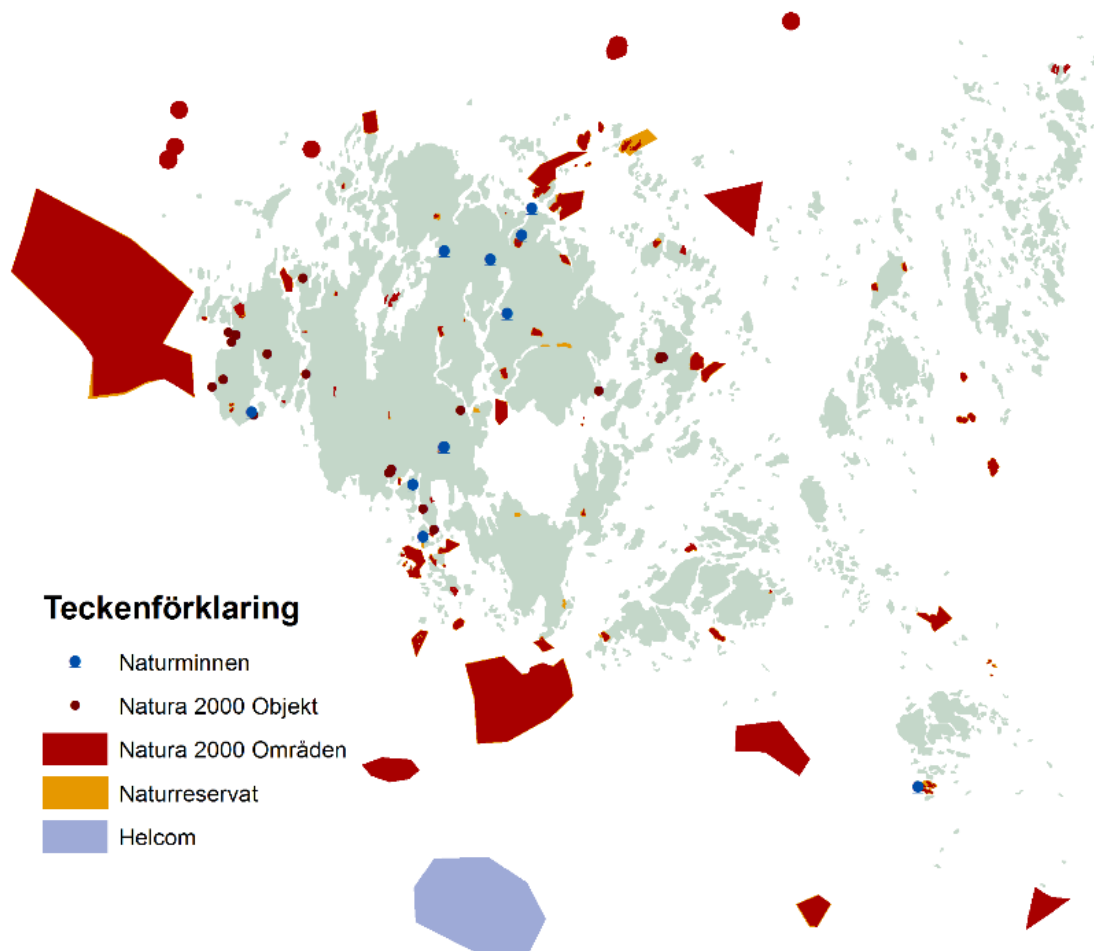 Teckenförklaring
Naturminnen
Natura 2000 Objekt
Natura 2000 Områden
Naturreservat
Helcom